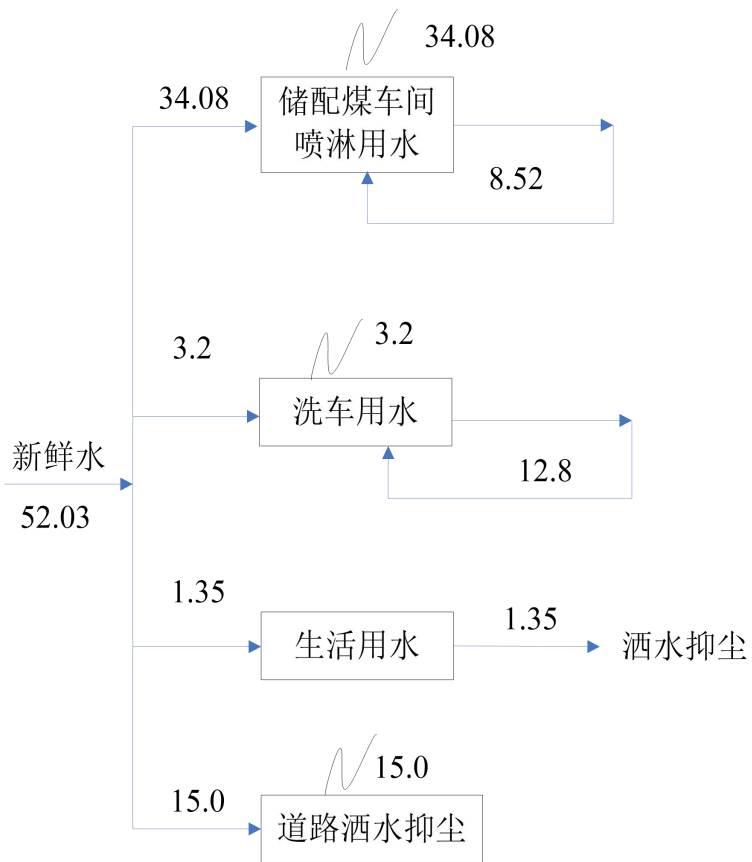 34.08
34.08
储配煤车间
喷淋用水
8.52
3.2
3.2
洗车用水
12.8
新鲜水
52.03
1.35
生活用水
1.35
洒水抑尘
15.0
15.0
道路洒水抑尘